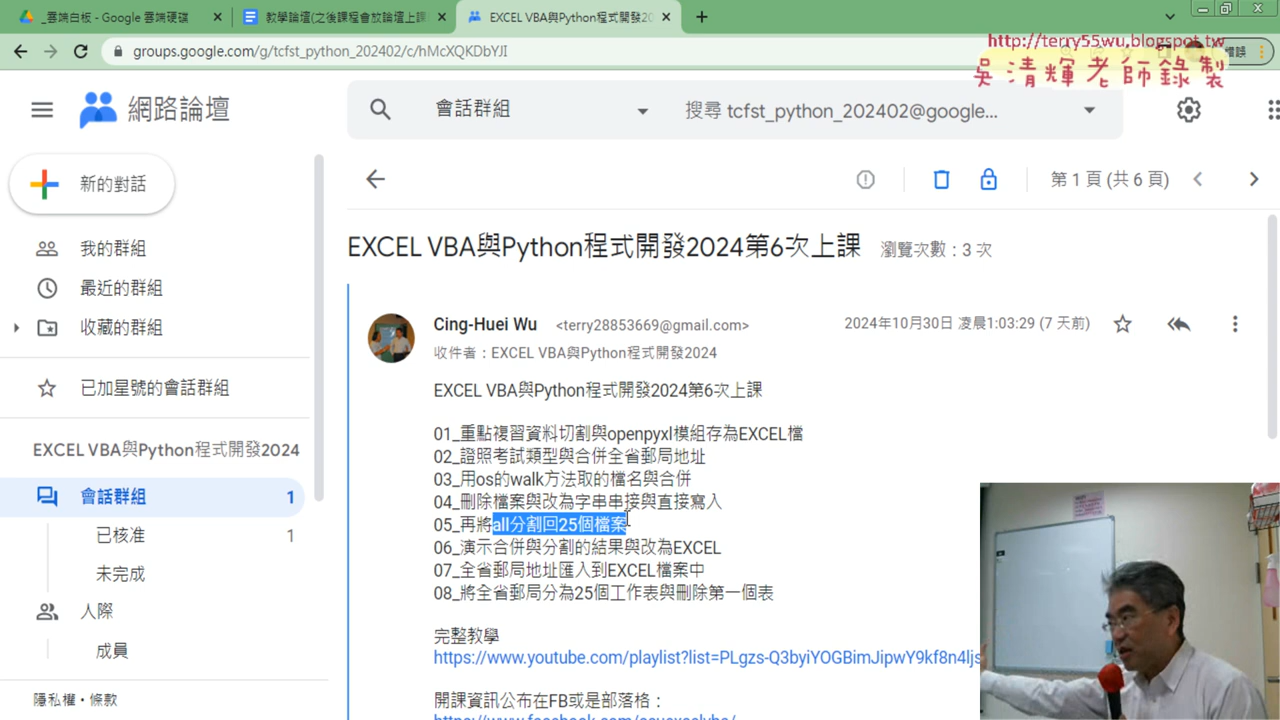 _雲端白板 - Google 雲端硬碟
教學論壇(之後課程會放論壇上課
EXCEL VBA與Python程式開發20
groups.google.com/g/tcfst_python_202402/c/hMcXQKDbYJI
http://terry55wu.blogspot.tw
吳清輝老師錄製
網路論壇
會話群組
搜尋 tcfst_python_202402@google...
新的對話
第 1 頁 (共 6 頁)
我的群組
最近的群組
收藏的群組
已加星號的會話群組
EXCEL VBA與Python程式開發2024
會話群組 1
已核准 1
未完成
人際
成員
隱私權 • 條款
EXCEL VBA與Python程式開發2024第6次上課 瀏覽次數：3 次
Cing-Huei Wu <terry28853669@gmail.com> 2024年10月30日 凌晨1:03:29 (7 天前)
收件者：EXCEL VBA與Python程式開發2024
EXCEL VBA與Python程式開發2024第6次上課
01_重點複習資料切割與openpyxl模組存為EXCEL檔
02_證照考試類型與合併全省郵局地址
03_用os的walk方法取的檔名與合併
04_刪除檔案與改為字串串接與直接寫入
05_再將all分割回25個檔案
06_演示合併與分割的結果與改為EXCEL
07_全省郵局地址匯入到EXCEL檔案中
08_將全省郵局分為25個工作表與刪除第一個表
完整教學
https://www.youtube.com/playlist?list=PLgzs-Q3byiYOGBimJipwY9kf8n4ljs
開課資訊公布在FB或是部落格：